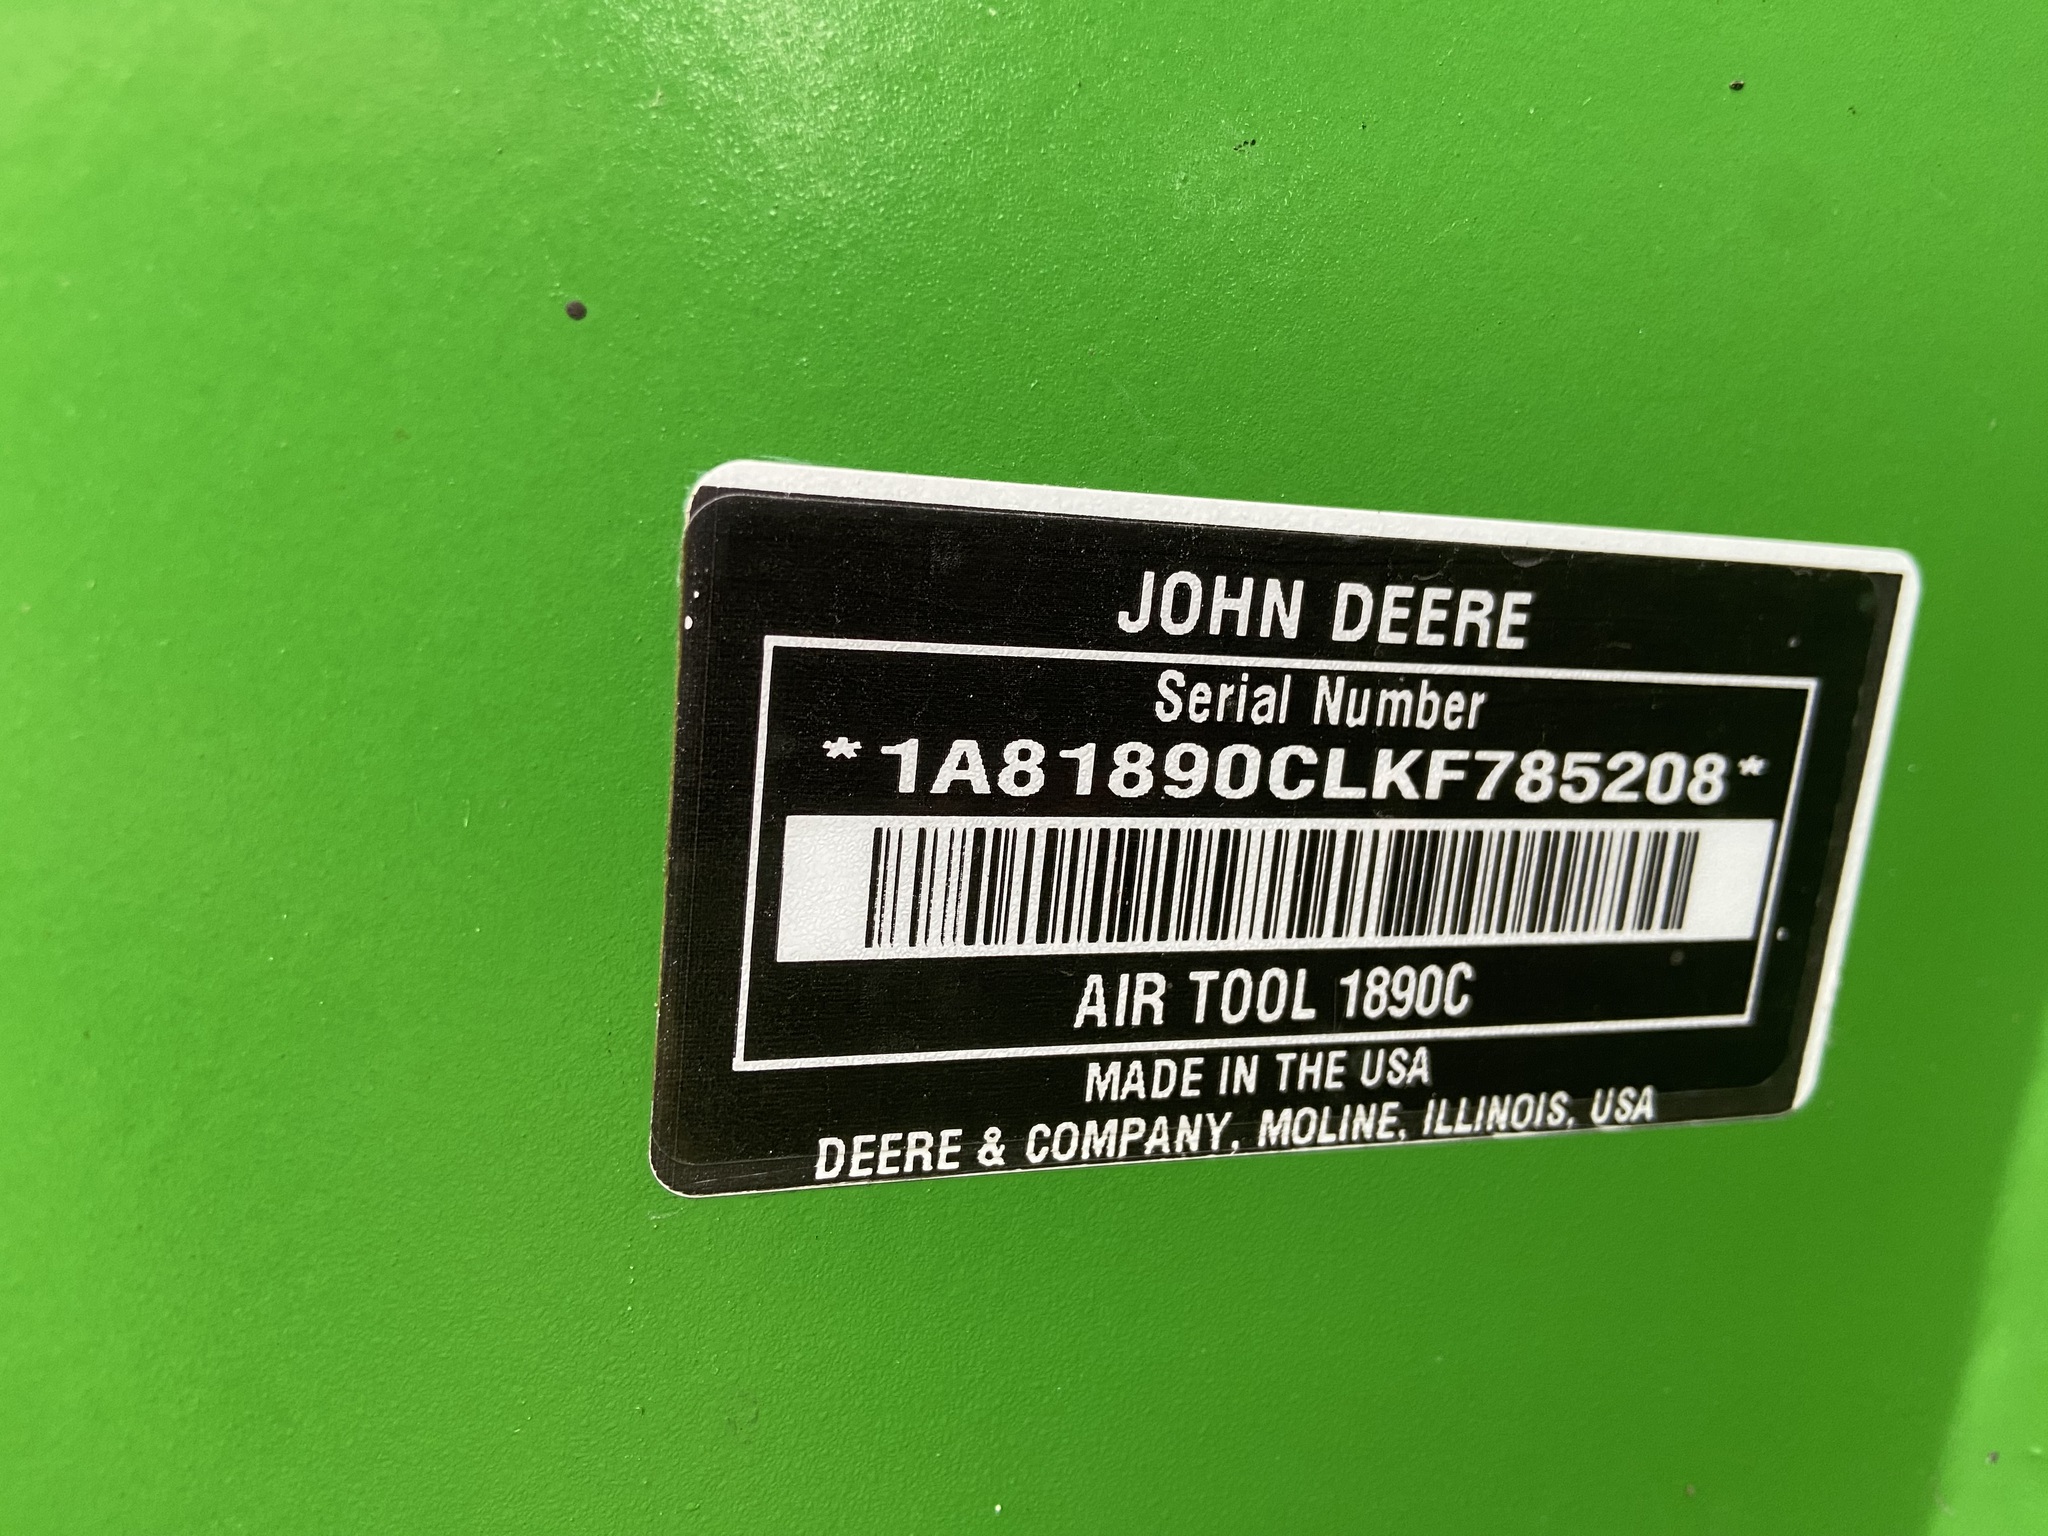 JOHN DEERE
Serial Number
*1A81890CLKF785208*
AIR TOOL 1890C
MADE IN THE USA
DEERE & COMPANY, MOLINE, ILLINOIS, USA